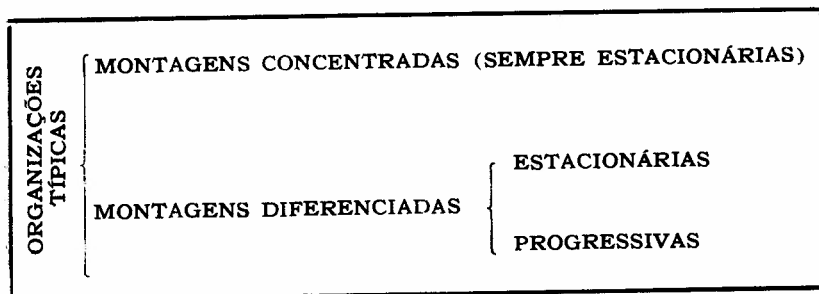 ORGANIZAÇÕES
TÍPICAS
MONTAGENS CONCENTRADAS (SEMPRE ESTACIONÁRIAS)
MONTAGENS DIFERENCIADAS
ESTACIONÁRIAS
PROGRESSIVAS